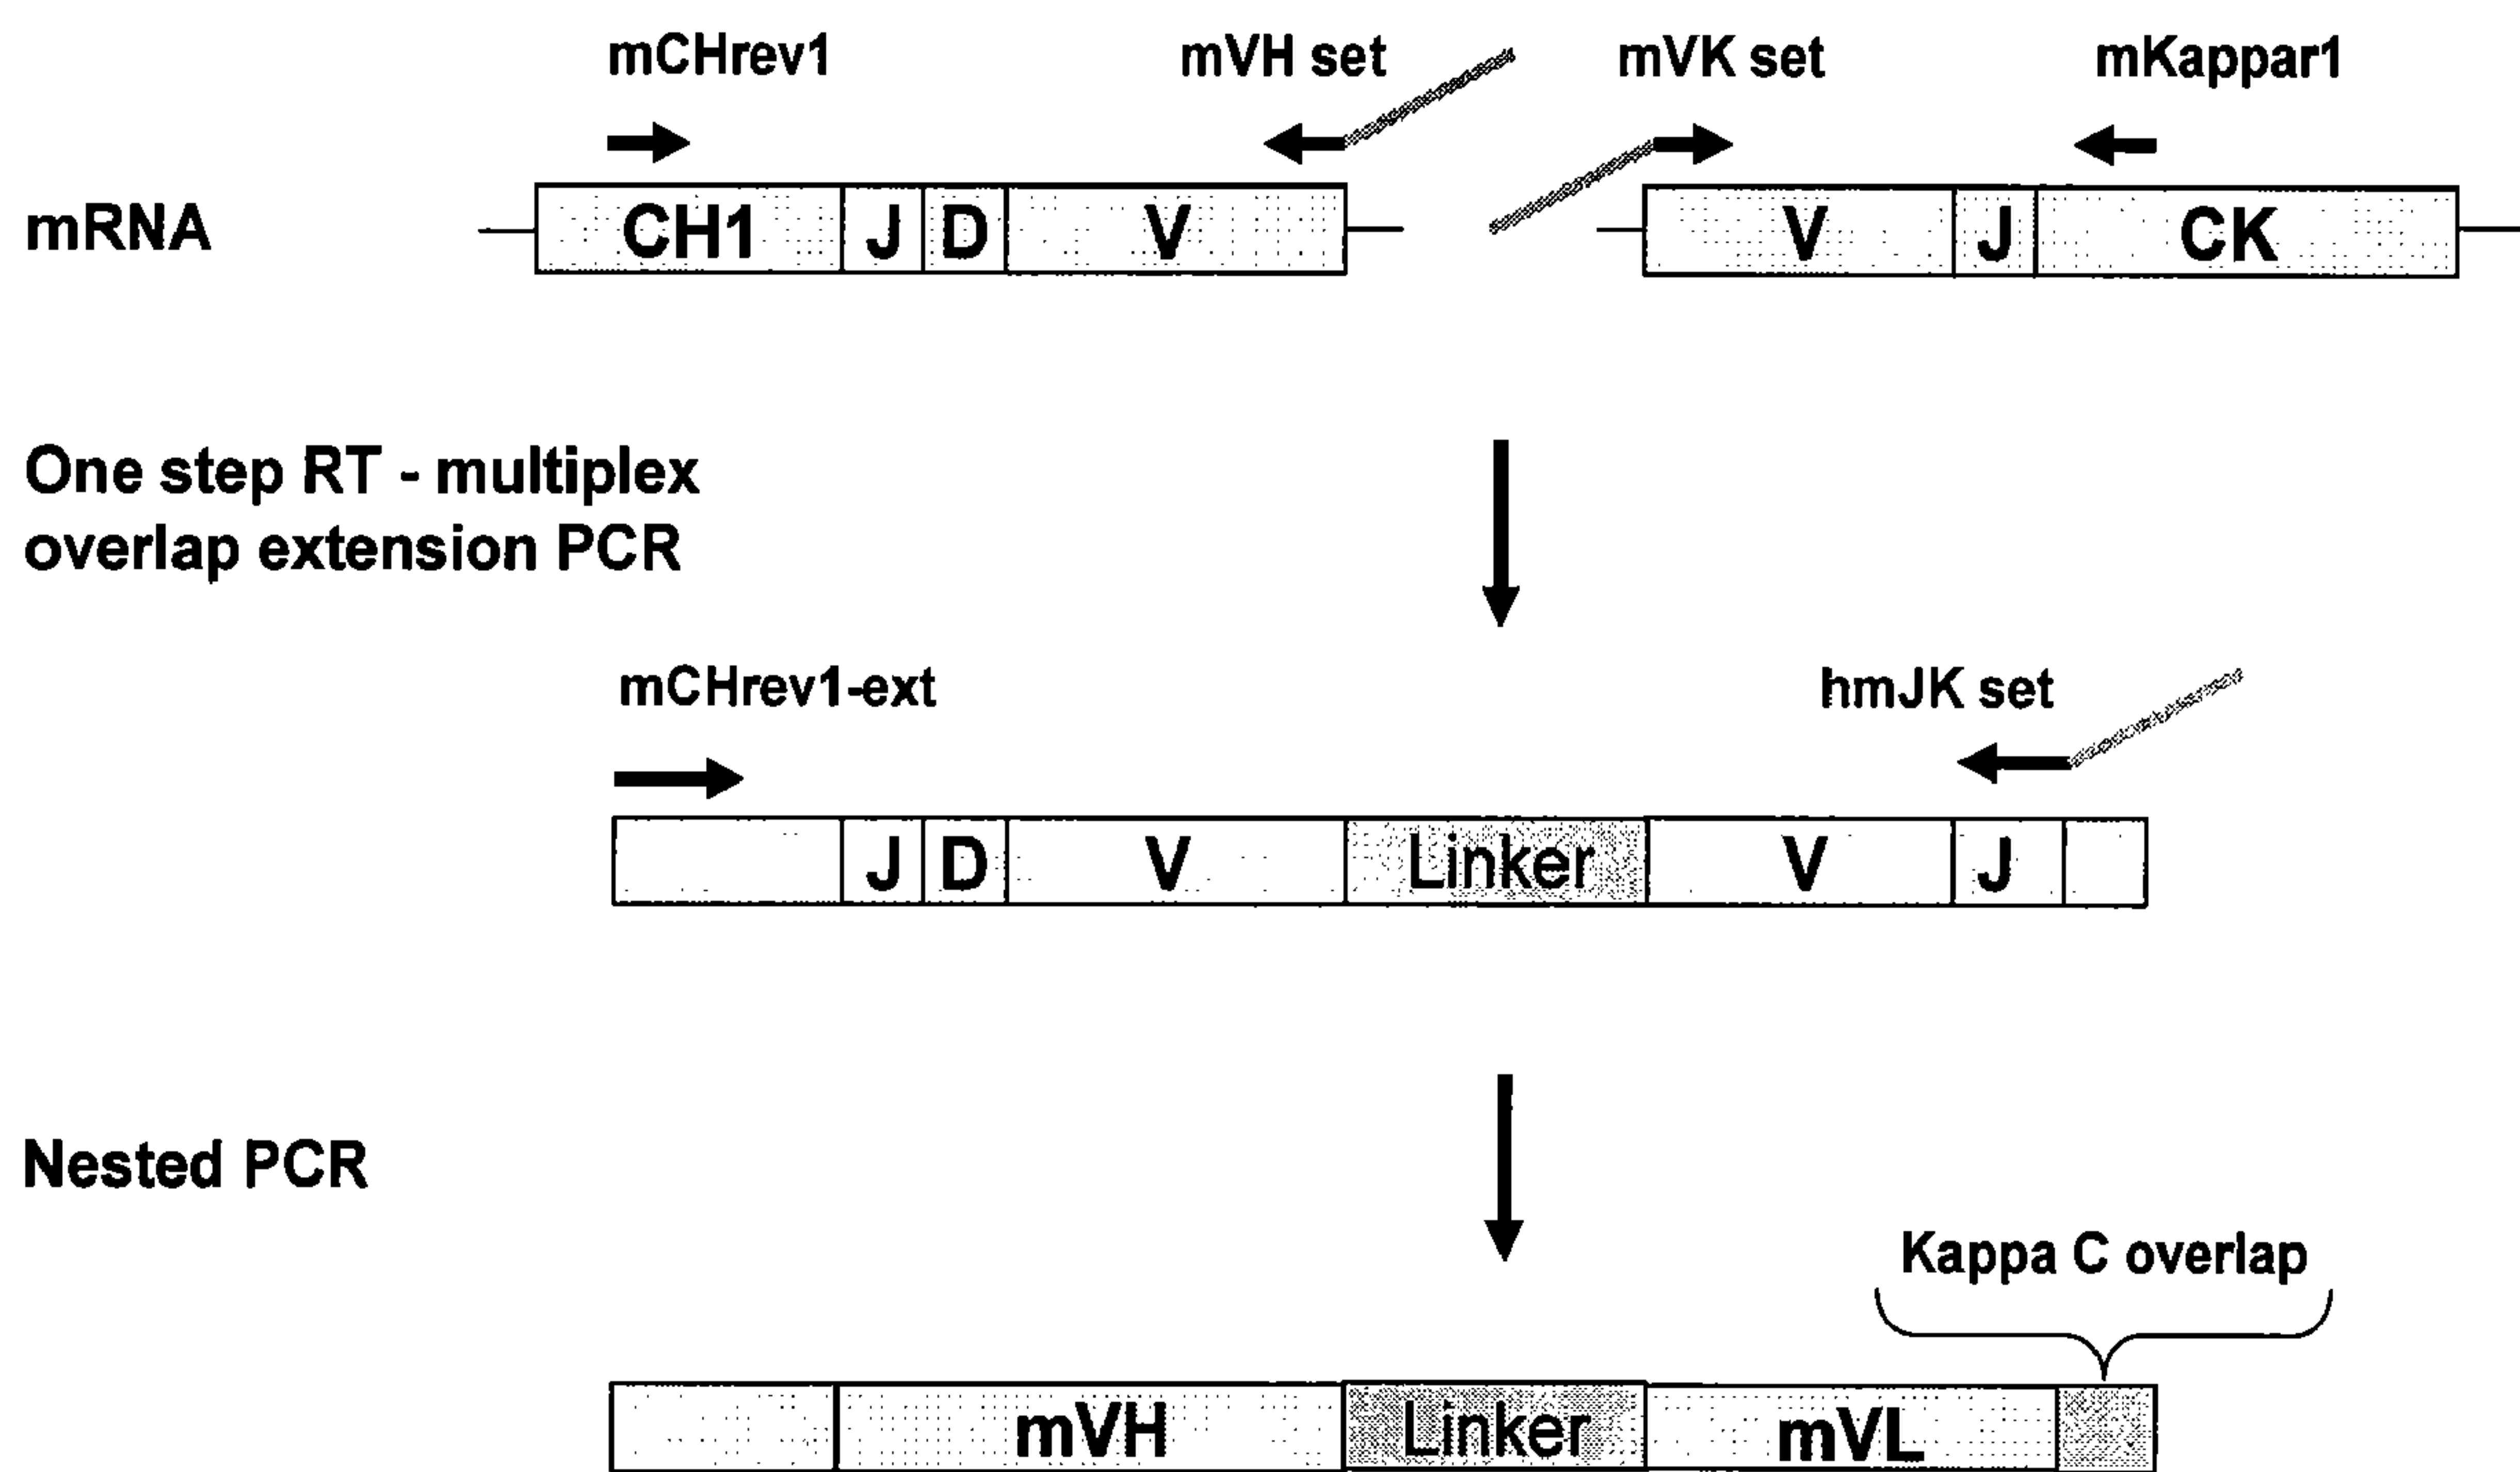 mCHrev1 mVH set mVK set mKappar1
mRNA CH1 J D V V J CK
One step RT - multiplex
overlap extension PCR
mCHrev1-ext hmJK set
J D V Linker V J
Nested PCR
Kappa C overlap
mVH Linker mVL